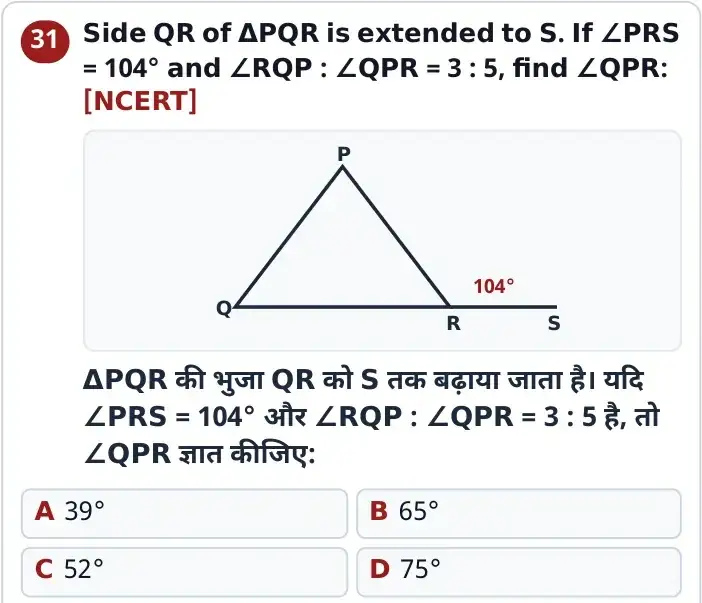 31 Side QR of ΔPQR is extended to S. If ∠PRS
= 104° and ∠RQP : ∠QPR = 3 : 5, find ∠QPR:
[NCERT]
P
104°
Q
R S
ΔPQR की भुजा QR को S तक बढ़ाया जाता है। यदि
∠PRS = 104° और ∠RQP : ∠QPR = 3 : 5 है, तो
∠QPR ज्ञात कीजिए:
A 39° B 65°
C 52° D 75°